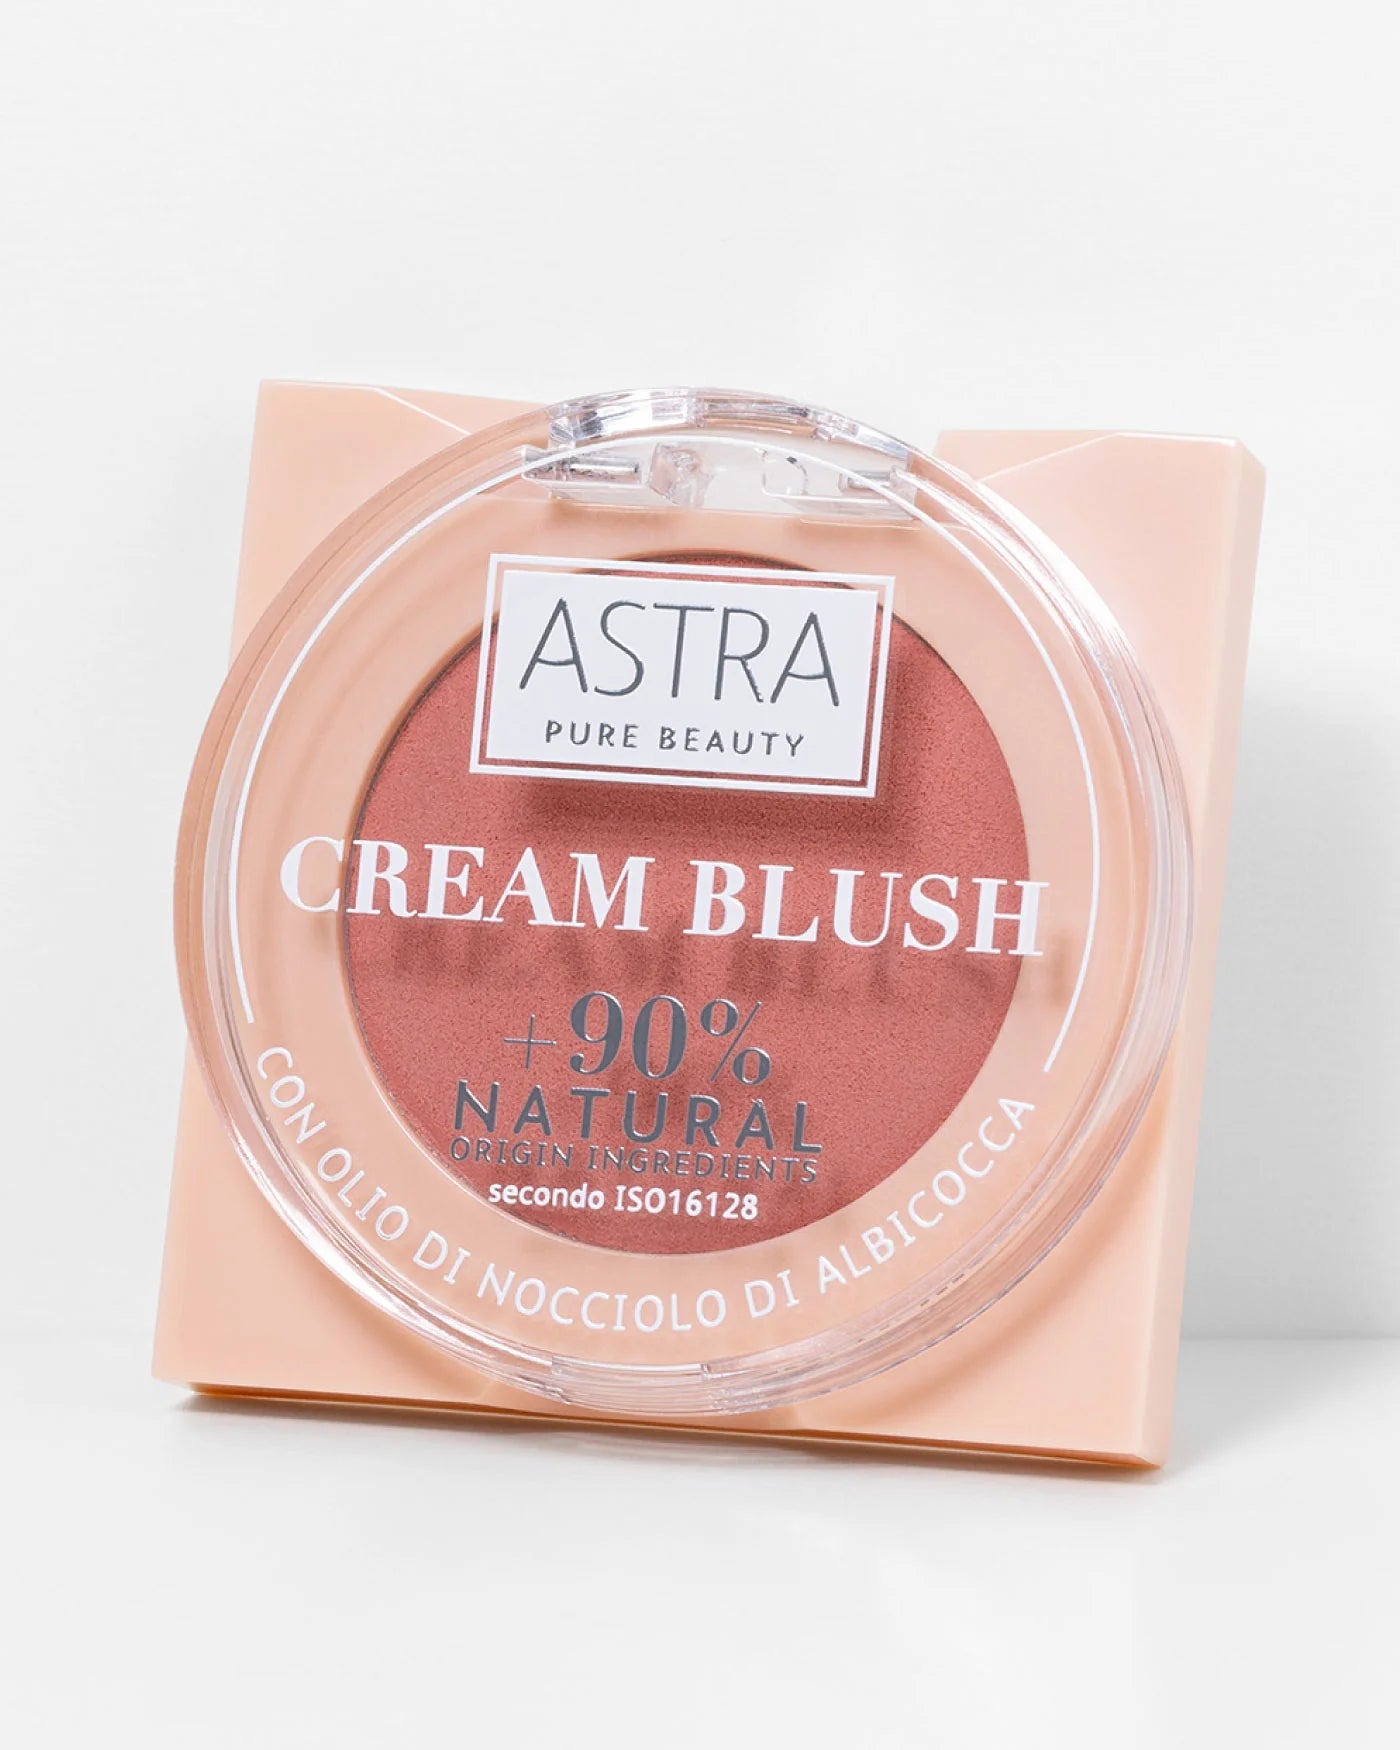 ASTRA
PURE BEAUTY
CREAM BLUSH
+90%
NATURAL
ORIGIN INGREDIENTS
secondo ISO16128
CON OLIO DI NOCCIOLO DI ALBICOCCA